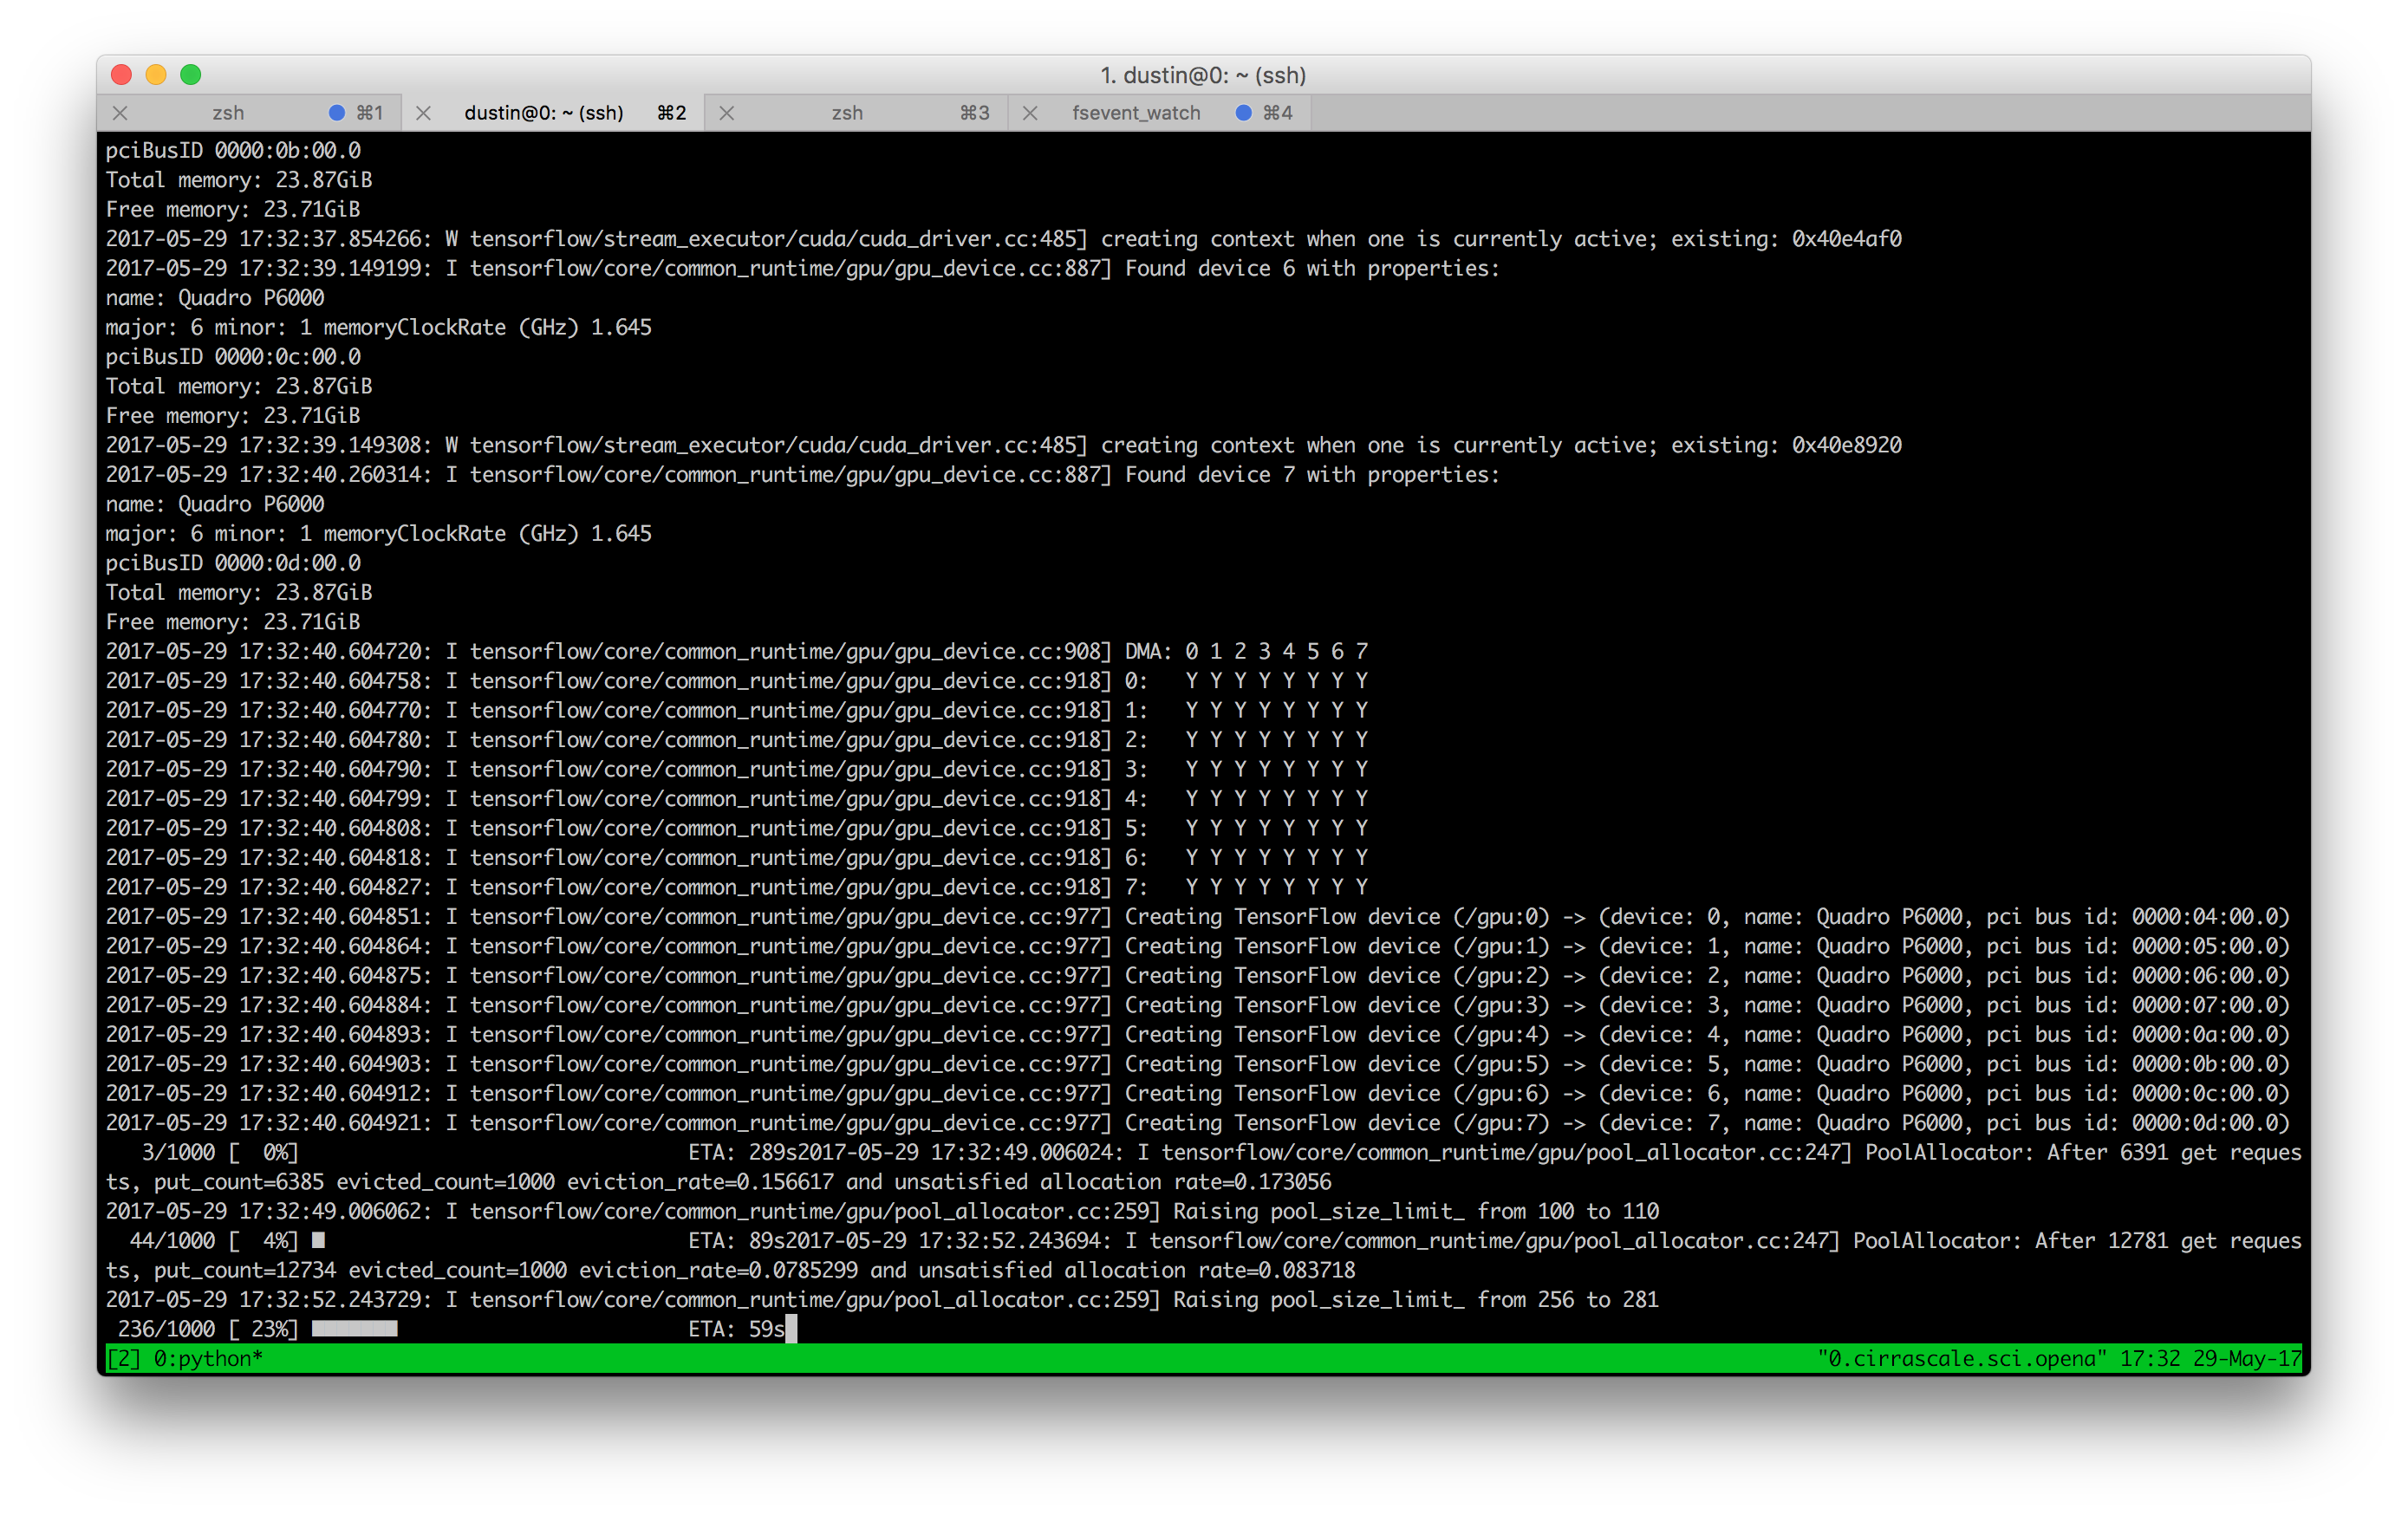 1. dustin@0: ~ (ssh)
zsh ⌘1 dustin@0: ~ (ssh) ⌘2 zsh ⌘3 fsevent_watch ⌘4
pciBusID 0000:0b:00.0
Total memory: 23.87GiB
Free memory: 23.71GiB
2017-05-29 17:32:37.854266: W tensorflow/stream_executor/cuda/cuda_driver.cc:485] creating context when one is currently active; existing: 0x40e4af0
2017-05-29 17:32:39.149199: I tensorflow/core/common_runtime/gpu/gpu_device.cc:887] Found device 6 with properties:
name: Quadro P6000
major: 6 minor: 1 memoryClockRate (GHz) 1.645
pciBusID 0000:0c:00.0
Total memory: 23.87GiB
Free memory: 23.71GiB
2017-05-29 17:32:39.149308: W tensorflow/stream_executor/cuda/cuda_driver.cc:485] creating context when one is currently active; existing: 0x40e8920
2017-05-29 17:32:40.260314: I tensorflow/core/common_runtime/gpu/gpu_device.cc:887] Found device 7 with properties:
name: Quadro P6000
major: 6 minor: 1 memoryClockRate (GHz) 1.645
pciBusID 0000:0d:00.0
Total memory: 23.87GiB
Free memory: 23.71GiB
2017-05-29 17:32:40.604720: I tensorflow/core/common_runtime/gpu/gpu_device.cc:908] DMA: 0 1 2 3 4 5 6 7
2017-05-29 17:32:40.604758: I tensorflow/core/common_runtime/gpu/gpu_device.cc:918] 0:   Y Y Y Y Y Y Y Y
2017-05-29 17:32:40.604770: I tensorflow/core/common_runtime/gpu/gpu_device.cc:918] 1:   Y Y Y Y Y Y Y Y
2017-05-29 17:32:40.604780: I tensorflow/core/common_runtime/gpu/gpu_device.cc:918] 2:   Y Y Y Y Y Y Y Y
2017-05-29 17:32:40.604790: I tensorflow/core/common_runtime/gpu/gpu_device.cc:918] 3:   Y Y Y Y Y Y Y Y
2017-05-29 17:32:40.604799: I tensorflow/core/common_runtime/gpu/gpu_device.cc:918] 4:   Y Y Y Y Y Y Y Y
2017-05-29 17:32:40.604808: I tensorflow/core/common_runtime/gpu/gpu_device.cc:918] 5:   Y Y Y Y Y Y Y Y
2017-05-29 17:32:40.604818: I tensorflow/core/common_runtime/gpu/gpu_device.cc:918] 6:   Y Y Y Y Y Y Y Y
2017-05-29 17:32:40.604827: I tensorflow/core/common_runtime/gpu/gpu_device.cc:918] 7:   Y Y Y Y Y Y Y Y
2017-05-29 17:32:40.604851: I tensorflow/core/common_runtime/gpu/gpu_device.cc:977] Creating TensorFlow device (/gpu:0) -> (device: 0, name: Quadro P6000, pci bus id: 0000:04:00.0)
2017-05-29 17:32:40.604864: I tensorflow/core/common_runtime/gpu/gpu_device.cc:977] Creating TensorFlow device (/gpu:1) -> (device: 1, name: Quadro P6000, pci bus id: 0000:05:00.0)
2017-05-29 17:32:40.604875: I tensorflow/core/common_runtime/gpu/gpu_device.cc:977] Creating TensorFlow device (/gpu:2) -> (device: 2, name: Quadro P6000, pci bus id: 0000:06:00.0)
2017-05-29 17:32:40.604884: I tensorflow/core/common_runtime/gpu/gpu_device.cc:977] Creating TensorFlow device (/gpu:3) -> (device: 3, name: Quadro P6000, pci bus id: 0000:07:00.0)
2017-05-29 17:32:40.604893: I tensorflow/core/common_runtime/gpu/gpu_device.cc:977] Creating TensorFlow device (/gpu:4) -> (device: 4, name: Quadro P6000, pci bus id: 0000:0a:00.0)
2017-05-29 17:32:40.604903: I tensorflow/core/common_runtime/gpu/gpu_device.cc:977] Creating TensorFlow device (/gpu:5) -> (device: 5, name: Quadro P6000, pci bus id: 0000:0b:00.0)
2017-05-29 17:32:40.604912: I tensorflow/core/common_runtime/gpu/gpu_device.cc:977] Creating TensorFlow device (/gpu:6) -> (device: 6, name: Quadro P6000, pci bus id: 0000:0c:00.0)
2017-05-29 17:32:40.604921: I tensorflow/core/common_runtime/gpu/gpu_device.cc:977] Creating TensorFlow device (/gpu:7) -> (device: 7, name: Quadro P6000, pci bus id: 0000:0d:00.0)
3/1000 [  0%] ETA: 289s2017-05-29 17:32:49.006024: I tensorflow/core/common_runtime/gpu/pool_allocator.cc:247] PoolAllocator: After 6391 get reques
ts, put_count=6385 evicted_count=1000 eviction_rate=0.156617 and unsatisfied allocation rate=0.173056
2017-05-29 17:32:49.006062: I tensorflow/core/common_runtime/gpu/pool_allocator.cc:259] Raising pool_size_limit_ from 100 to 110
44/1000 [  4%] ETA: 89s2017-05-29 17:32:52.243694: I tensorflow/core/common_runtime/gpu/pool_allocator.cc:247] PoolAllocator: After 12781 get reques
ts, put_count=12734 evicted_count=1000 eviction_rate=0.0785299 and unsatisfied allocation rate=0.083718
2017-05-29 17:32:52.243729: I tensorflow/core/common_runtime/gpu/pool_allocator.cc:259] Raising pool_size_limit_ from 256 to 281
236/1000 [ 23%] ETA: 59s
[2] 0:python* "0.cirrascale.sci.opena" 17:32 29-May-17